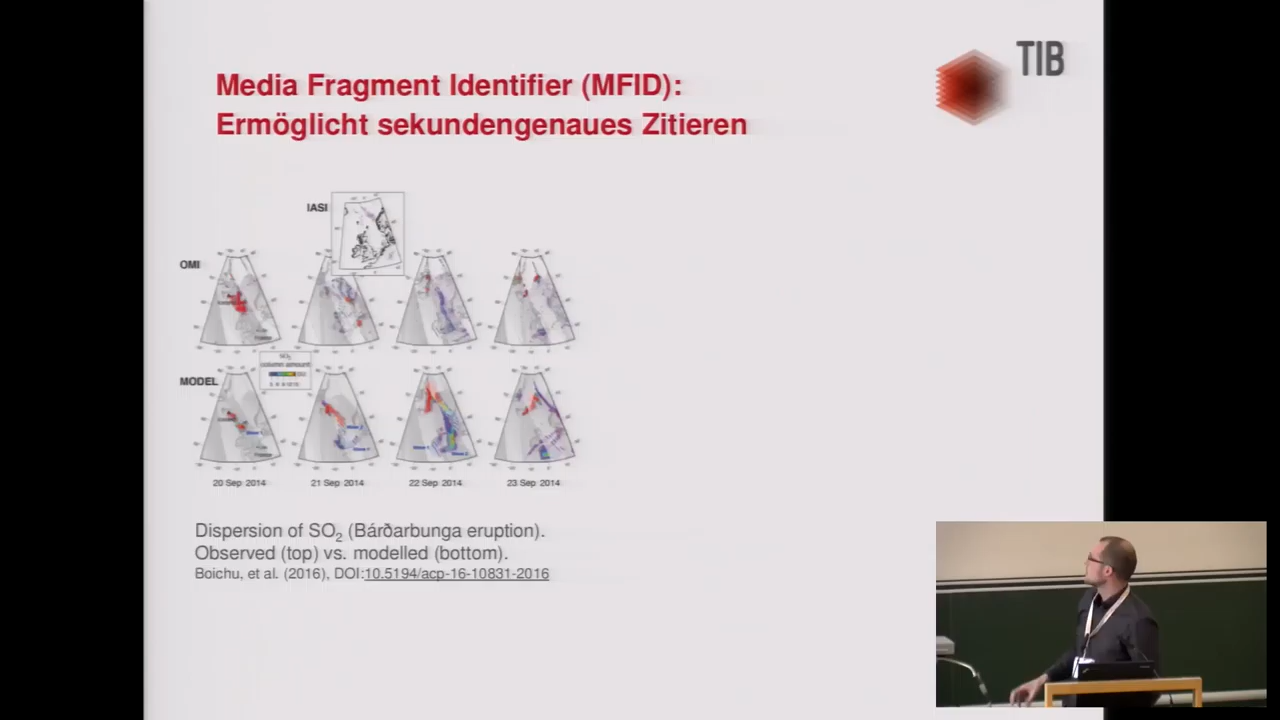 TIB
Media Fragment Identifier (MFID):
Ermöglicht sekundengenaues Zitieren
IASI
OMI
SO2
MODEL
20 Sep 2014
21 Sep 2014
22 Sep 2014
23 Sep 2014
Dispersion of SO2 (Bárðarbunga eruption).
Observed (top) vs. modelled (bottom).
Boichu, et al. (2016), DOI:10.5194/acp-16-10831-2016